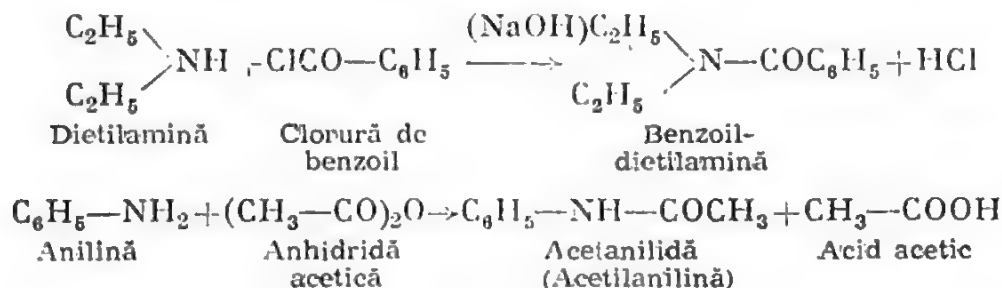 C₂H₅ (NaOH)C₂H₅
NH + ClCO—C₆H₅ → N—COC₆H₅+HCl
C₂H₅ C₂H₅
Dietilamină Clorură de Benzoil-
benzoil dietilamină
C₆H₅—NH₂+(CH₃—CO)₂O→C₆H₅—NH—COCH₃+CH₃—COOH
Anilină Anhidridă Acetanilidă Acid acetic
acetică (Acetilanilină)